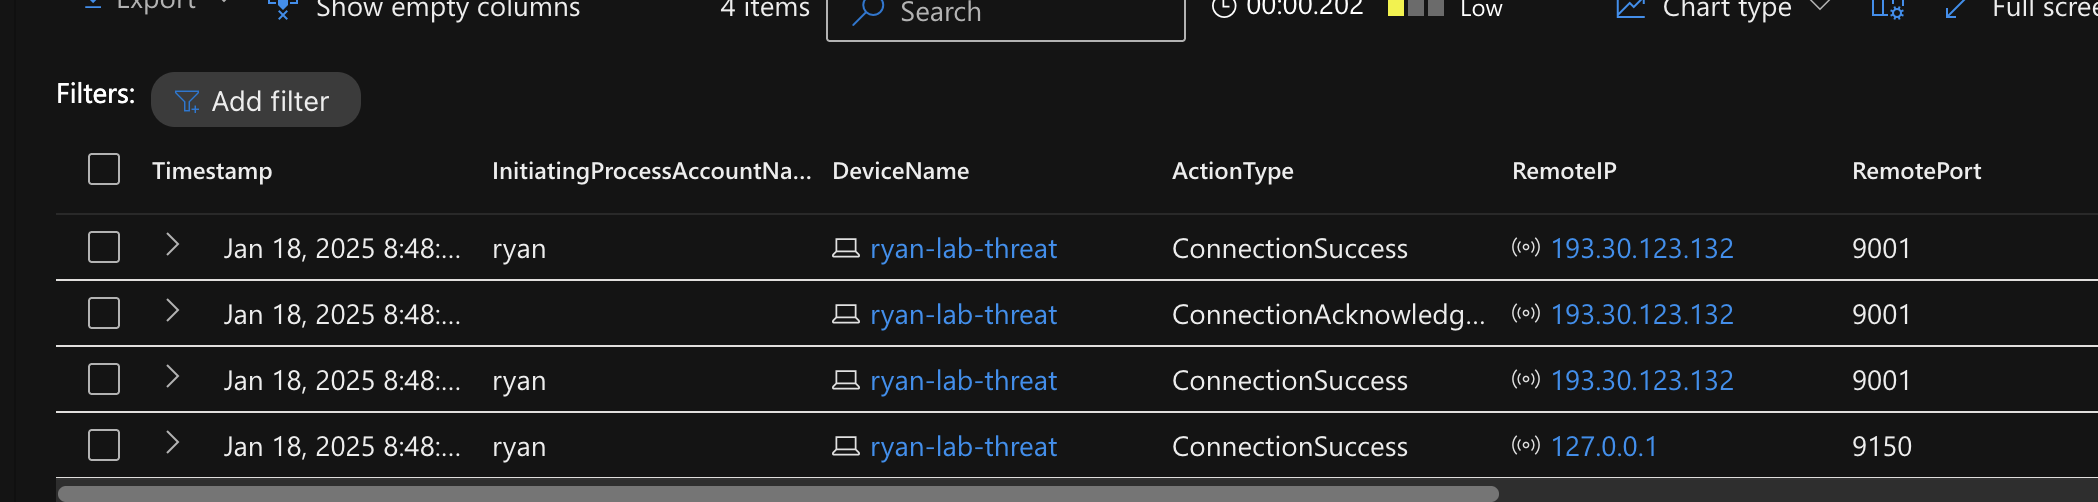 Export Show empty columns 4 items Search 00:00.202 Low Chart type Full scre
Filters: Add filter
Timestamp InitiatingProcessAccountNa... DeviceName ActionType RemoteIP RemotePort
Jan 18, 2025 8:48:... ryan ryan-lab-threat ConnectionSuccess 193.30.123.132 9001
Jan 18, 2025 8:48:... ryan-lab-threat ConnectionAcknowledg... 193.30.123.132 9001
Jan 18, 2025 8:48:... ryan ryan-lab-threat ConnectionSuccess 193.30.123.132 9001
Jan 18, 2025 8:48:... ryan ryan-lab-threat ConnectionSuccess 127.0.0.1 9150